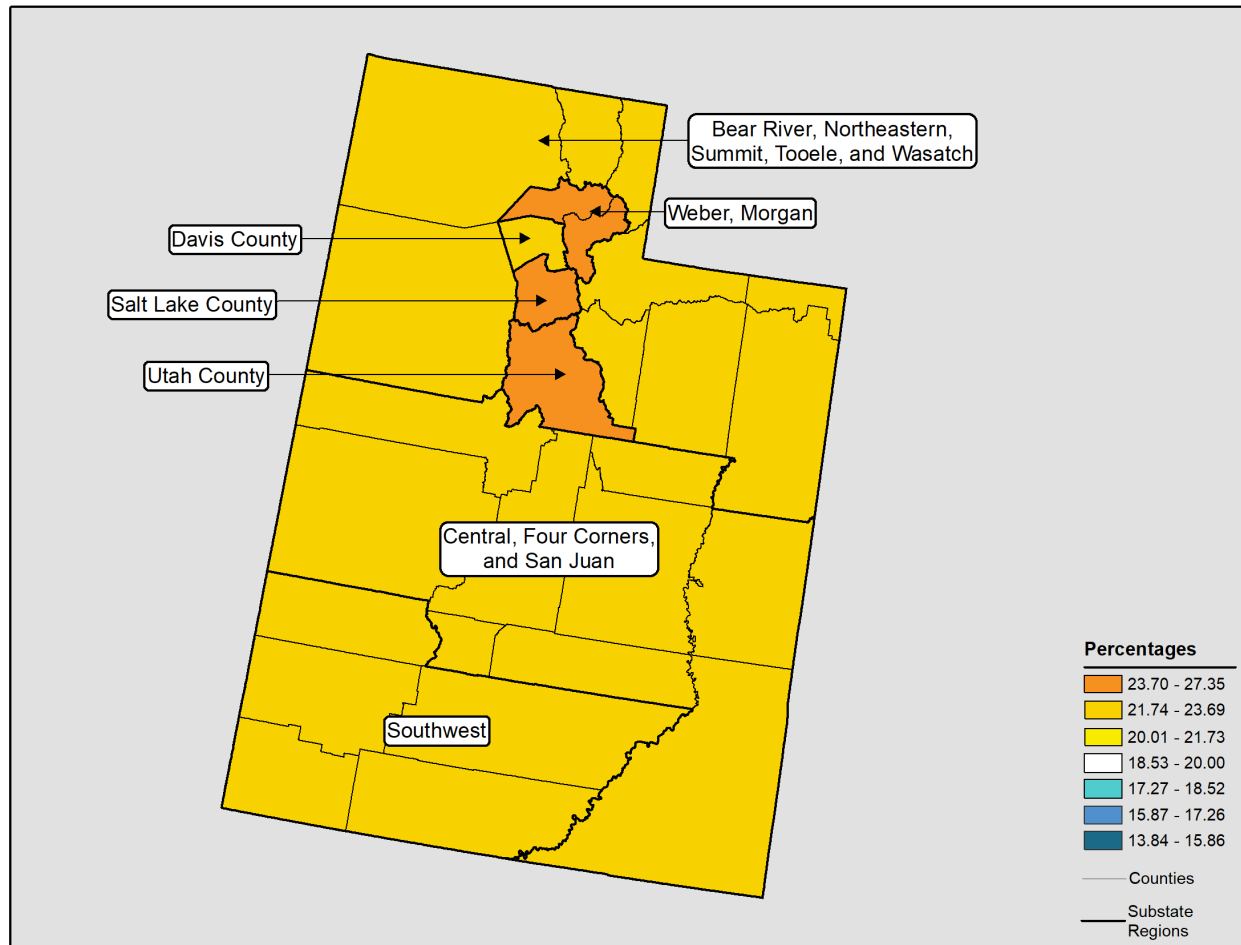 Bear River, Northeastern,
Summit, Tooele, and Wasatch
Weber, Morgan
Davis County
Salt Lake County
Utah County
Central, Four Corners,
and San Juan
Southwest
Percentages
23.70 - 27.35
21.74 - 23.69
20.01 - 21.73
18.53 - 20.00
17.27 - 18.52
15.87 - 17.26
13.84 - 15.86
Counties
Substate
Regions